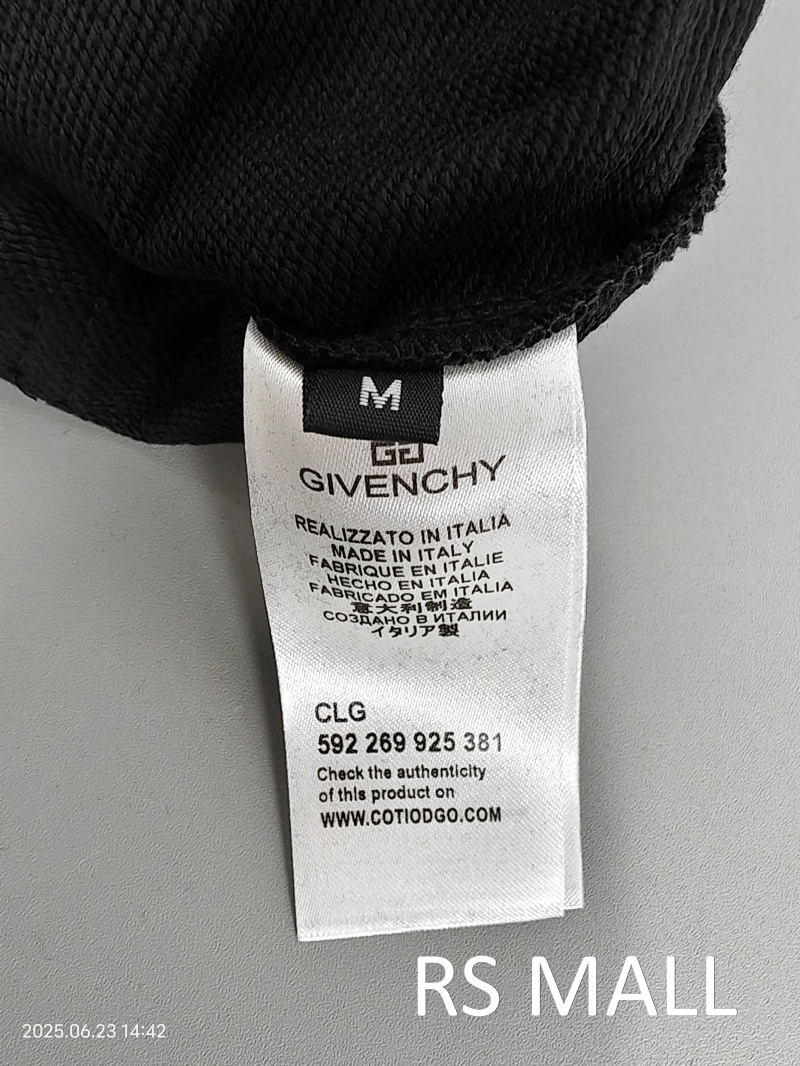 M
GIVENCHY
REALIZZATO IN ITALIA
MADE IN ITALY
FABRIQUE EN ITALIE
HECHO EN ITALIA
FABRICADO EM ITALIA
意大利制造
СОЗДАНО В ИТАЛИИ
イタリア製
CLG
592 269 925 381
Check the authenticity
of this product on
WWW.COTIODGO.COM
RS MALL
2025.06.23 14:42